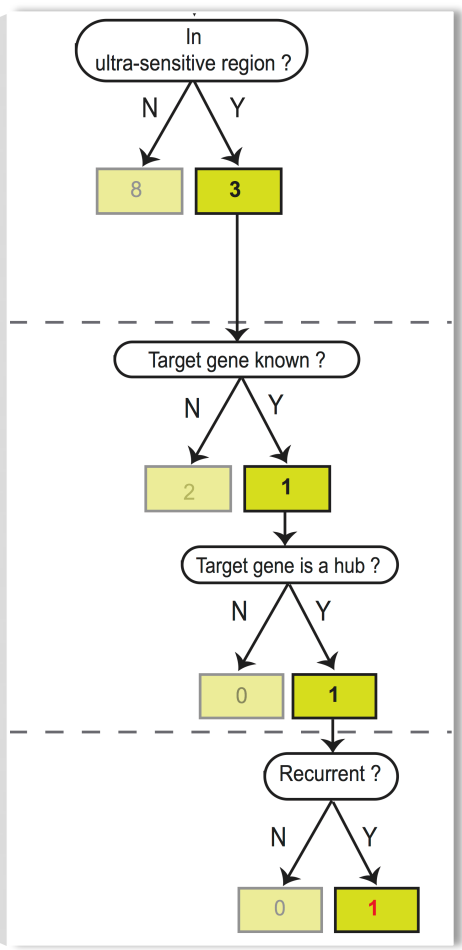 In
ultra-sensitive region ?
N Y
8 3
Target gene known ?
N Y
2 1
Target gene is a hub ?
N Y
0 1
Recurrent ?
N Y
0 1